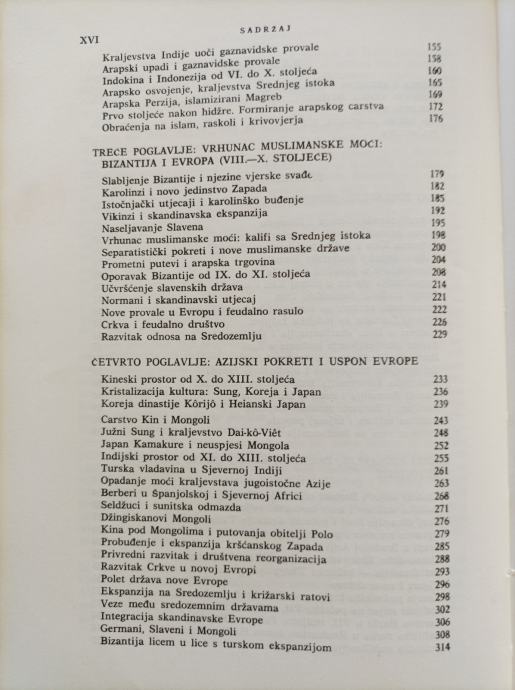 SADRŽAJ
XVI
Kraljevstva Indije uoči gaznavidske provale 155
Arapski upadi i gaznavidske provale 158
Indokina i Indonezija od VI. do X. stoljeća 160
Arapsko osvojenje, kraljevstva Srednjeg istoka 165
Arapska Perzija, islamizirani Magreb 169
Prvo stoljeće nakon hidžre. Formiranje arapskog carstva 172
Obraćenja na islam, raskoli i krivovjerja 176
TREĆE POGLAVLJE: VRHUNAC MUSLIMANSKE MOĆI:
BIZANTIJA I EVROPA (VIII.—X. STOLJEĆE)
Slabljenje Bizantije i njezine vjerske svađe 179
Karolinzi i novo jedinstvo Zapada 182
Istočnjački utjecaji i karolinško buđenje 185
Vikinzi i skandinavska ekspanzija 192
Naseljavanje Slavena 195
Vrhunac muslimanske moći: kalifi sa Srednjeg istoka 198
Separatistički pokreti i nove muslimanske države 200
Prometni putevi i arapska trgovina 204
Oporavak Bizantije od IX. do XI. stoljeća 208
Učvršćenje slavenskih država 214
Normani i skandinavski utjecaj 221
Nove provale u Evropu i feudalno rasulo 222
Crkva i feudalno društvo 226
Razvitak odnosa na Sredozemlju 229
ČETVRTO POGLAVLJE: AZIJSKI POKRETI I USPON EVROPE
Kineski prostor od X. do XIII. stoljeća 233
Kristalizacija kultura: Sung, Koreja i Japan 236
Koreja dinastije Kôrijô i Heianski Japan 239
Carstvo Kin i Mongoli 243
Južni Sung i kraljevstvo Dai-kô-Viêt 248
Japan Kamakure i neuspjesi Mongola 252
Indijski prostor od XI. do XIII. stoljeća 255
Turska vladavina u Sjevernoj Indiji 261
Opadanje moći kraljevstava jugoistočne Azije 263
Berberi u Španjolskoj i Sjevernoj Africi 268
Seldžuci i sunitska odmazda 271
Džingiskanovi Mongoli 276
Kina pod Mongolima i putovanja obitelji Polo 279
Probuđenje i ekspanzija kršćanskog Zapada 285
Privredni razvitak i društvena reorganizacija 288
Razvitak Crkve u novoj Evropi 293
Polet država nove Evrope 296
Ekspanzija na Sredozemlju i križarski ratovi 298
Veze među sredozemnim državama 302
Integracija skandinavske Evrope 306
Germani, Slaveni i Mongoli 308
Bizantija licem u lice s turskom ekspanzijom 314